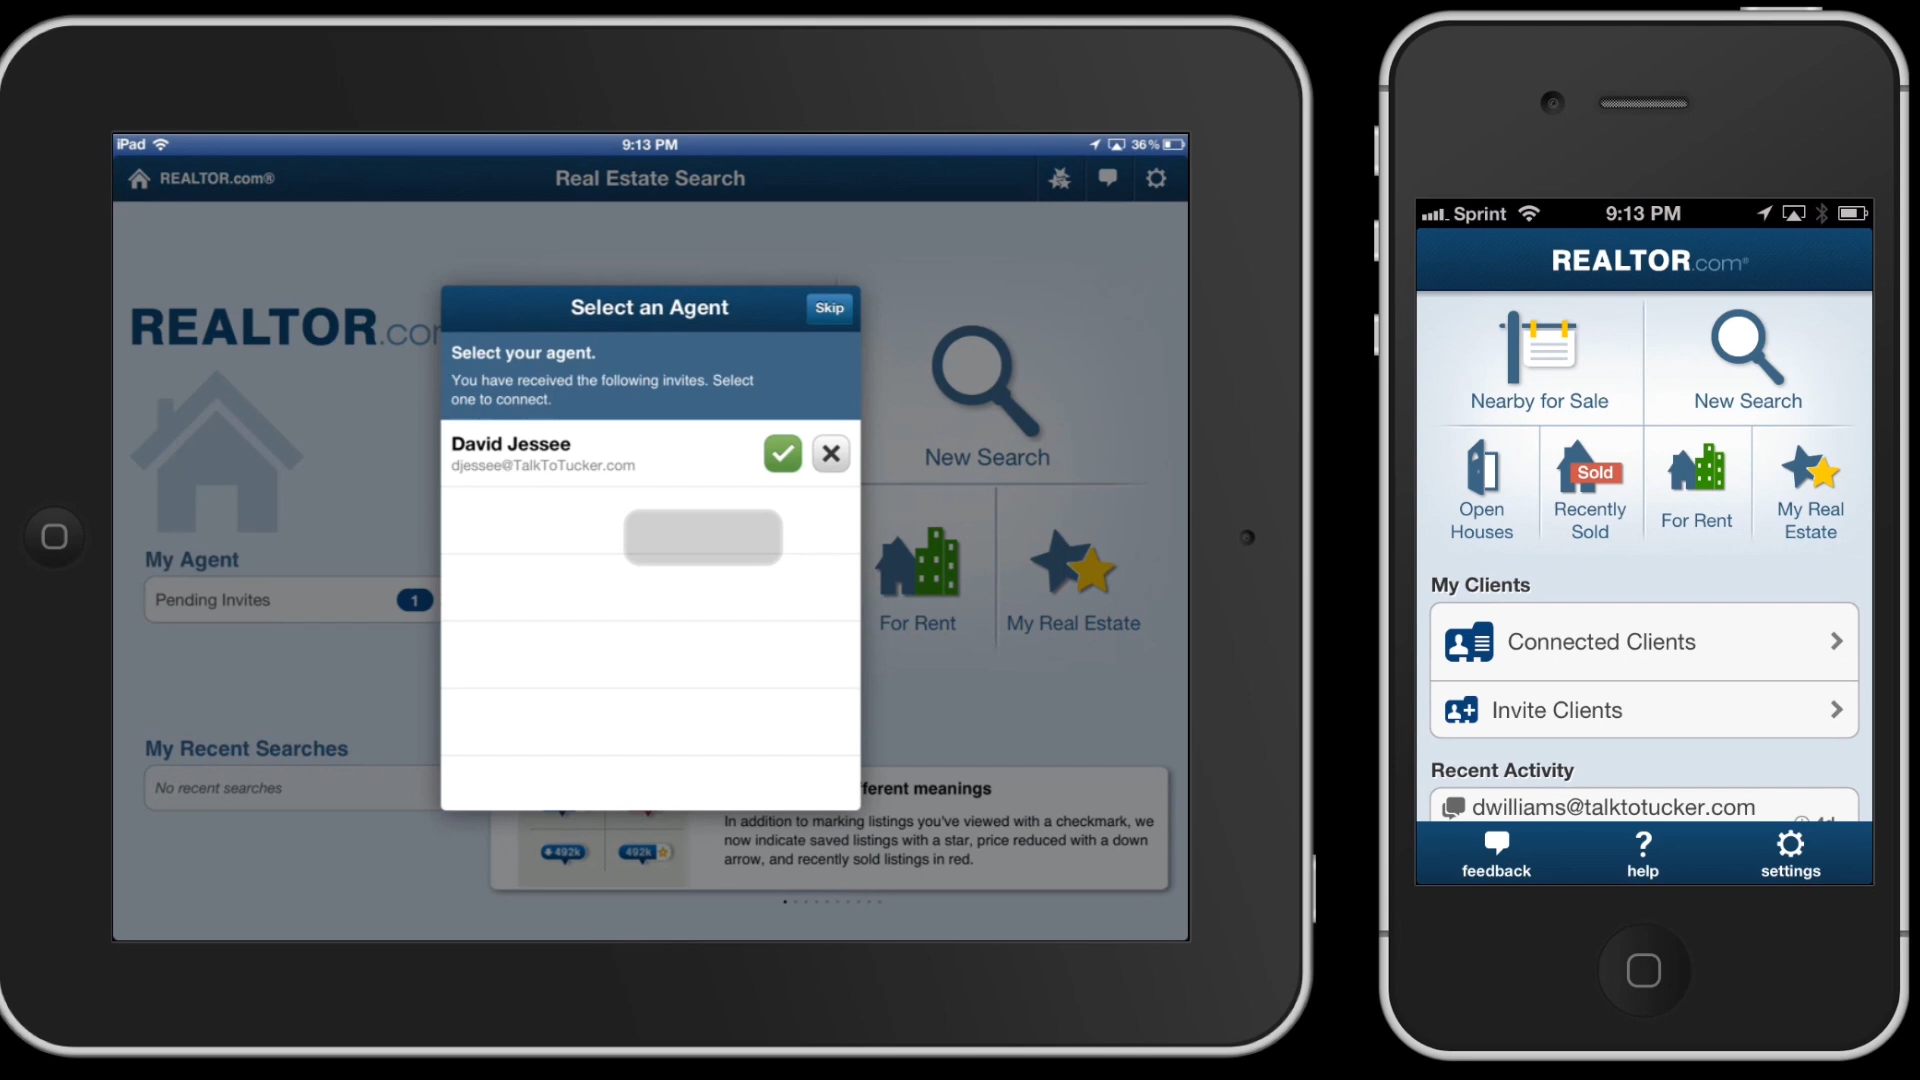 iPad
9:13 PM
36%
REALTOR.com®
Real Estate Search
REALTOR.co
My Agent
Pending Invites
1
My Recent Searches
No recent searches
Select an Agent
Skip
Select your agent.
You have received the following invites. Select
one to connect.
David Jessee
djessee@TalkToTucker.com
New Search
For Rent
My Real Estate
fferent meanings
492k
492k
In addition to marking listings you've viewed with a checkmark, we
now indicate saved listings with a star, price reduced with a down
arrow, and recently sold listings in red.
Sprint
9:13 PM
REALTOR.com®
Nearby for Sale
New Search
Open
Houses
Sold
Recently
Sold
For Rent
My Real
Estate
My Clients
Connected Clients
Invite Clients
Recent Activity
dwilliams@talktotucker.com
feedback
help
settings